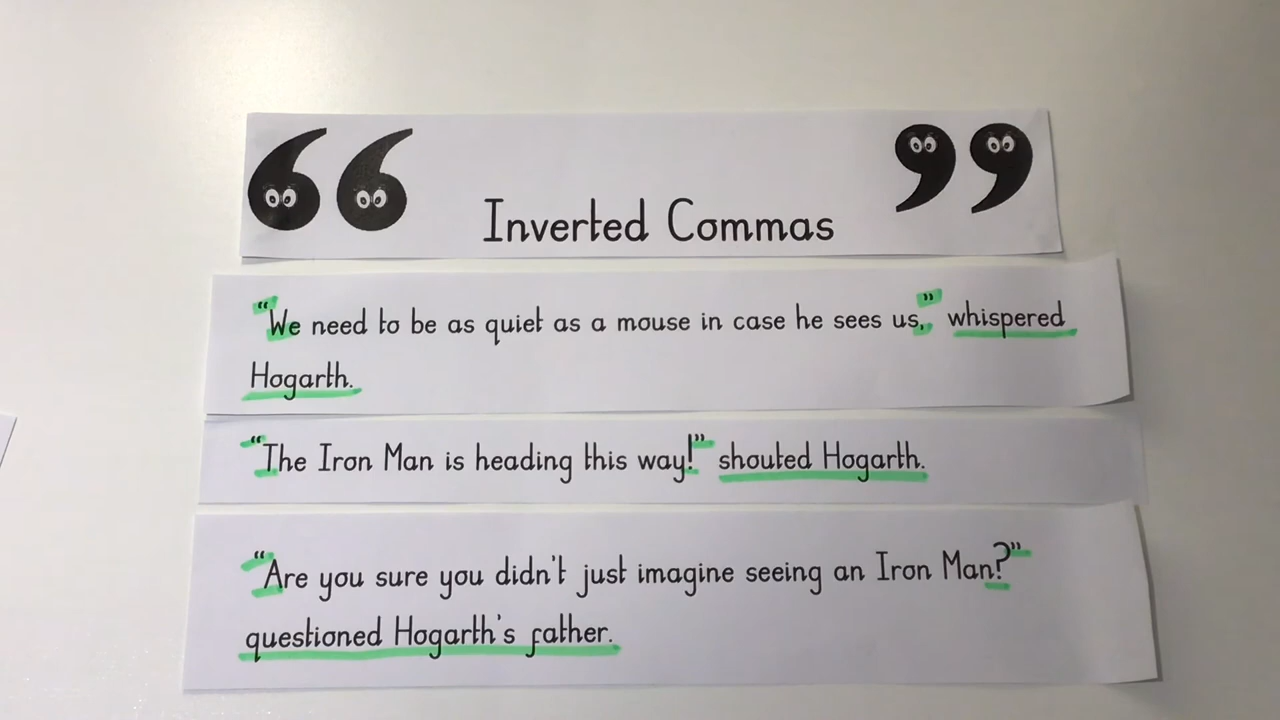 “ ”
Inverted Commas
“We need to be as quiet as a mouse in case he sees us,” whispered
Hogarth.
“The Iron Man is heading this way!” shouted Hogarth.
“Are you sure you didn't just imagine seeing an Iron Man?”
questioned Hogarth's father.